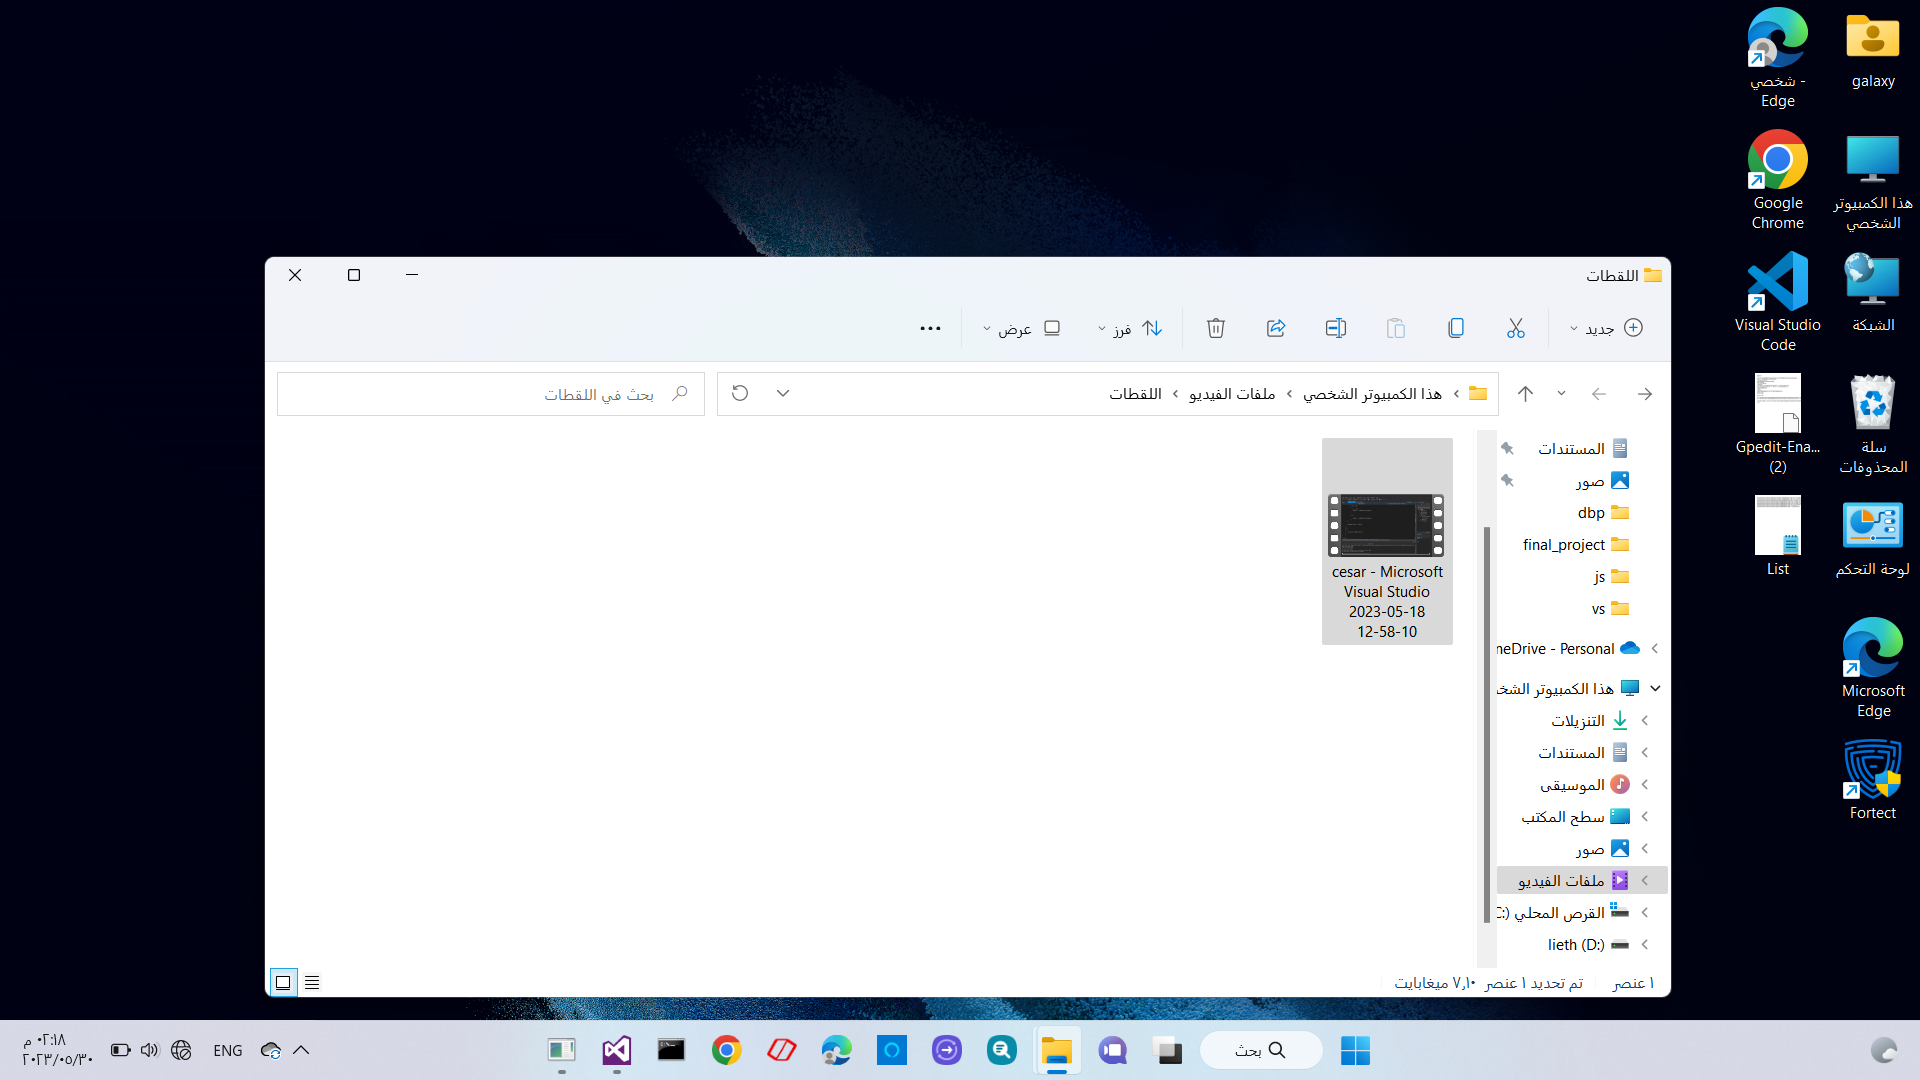 galaxy
شخصي -
Edge
هذا الكمبيوتر
الشخصي
Google
Chrome
الشبكة
Visual Studio
Code
سلة
المحذوفات
Gpedit-Ena...
(2)
لوحة التحكم
List
Microsoft
Edge
Fortect
اللقطات
جديد
فرز
عرض
هذا الكمبيوتر الشخصي › ملفات الفيديو › اللقطات
بحث في اللقطات
المستندات
صور
dbp
final_project
js
vs
neDrive - Personal
هذا الكمبيوتر الشخ
التنزيلات
المستندات
الموسيقى
سطح المكتب
صور
ملفات الفيديو
القرص المحلي (:C
lieth (D:)
cesar - Microsoft
Visual Studio
2023-05-18
12-58-10
١ عنصر
تم تحديد ١ عنصر ٧٫١٠ ميغابايت
بحث
ENG
٠٢:١٨ م
٢٠٢٣/٠٥/٣٠